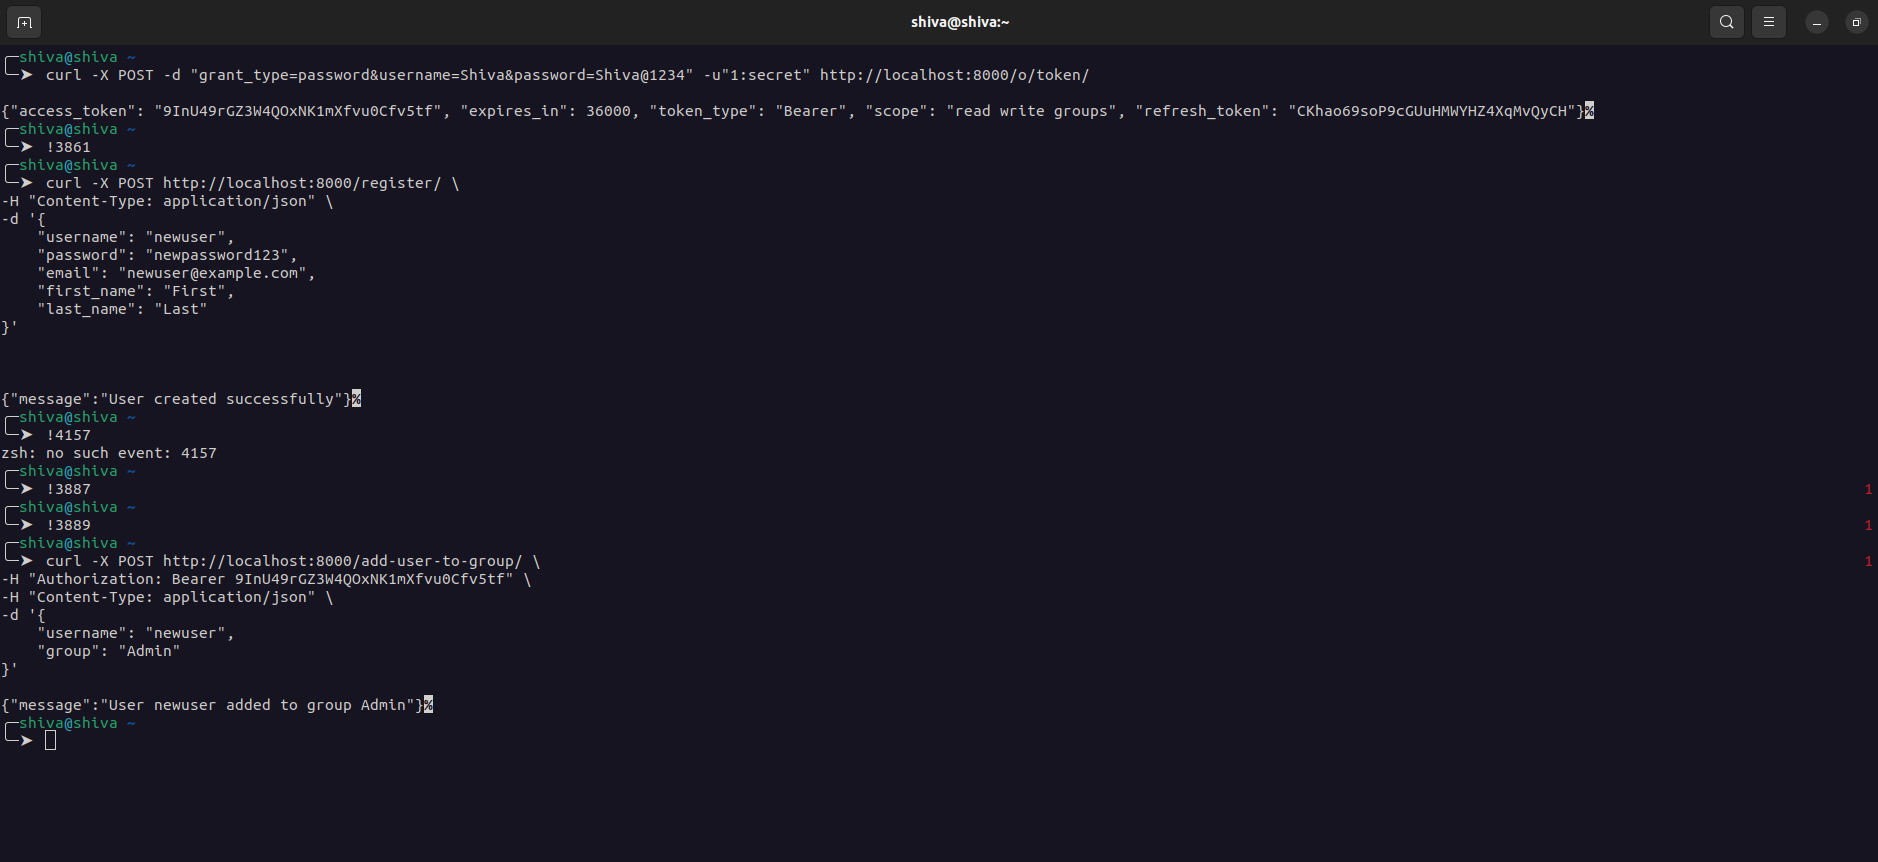 shiva@shiva:~
shiva@shiva ~
curl -X POST -d "grant_type=password&username=Shiva&password=Shiva@1234" -u"1:secret" http://localhost:8000/o/token/
{"access_token": "9InU49rGZ3W4QOxNK1mXfvu0Cfv5tf", "expires_in": 36000, "token_type": "Bearer", "scope": "read write groups", "refresh_token": "CKhao69soP9cGUuHMWYHZ4XqMvQyCH"}%
shiva@shiva ~
!3861
shiva@shiva ~
curl -X POST http://localhost:8000/register/ \
-H "Content-Type: application/json" \
-d '{
    "username": "newuser",
    "password": "newpassword123",
    "email": "newuser@example.com",
    "first_name": "First",
    "last_name": "Last"
}'
{"message":"User created successfully"}%
shiva@shiva ~
!4157
zsh: no such event: 4157
shiva@shiva ~
!3887 1
shiva@shiva ~
!3889 1
shiva@shiva ~
curl -X POST http://localhost:8000/add-user-to-group/ \ 1
-H "Authorization: Bearer 9InU49rGZ3W4QOxNK1mXfvu0Cfv5tf" \
-H "Content-Type: application/json" \
-d '{
    "username": "newuser",
    "group": "Admin"
}'
{"message":"User newuser added to group Admin"}%
shiva@shiva ~